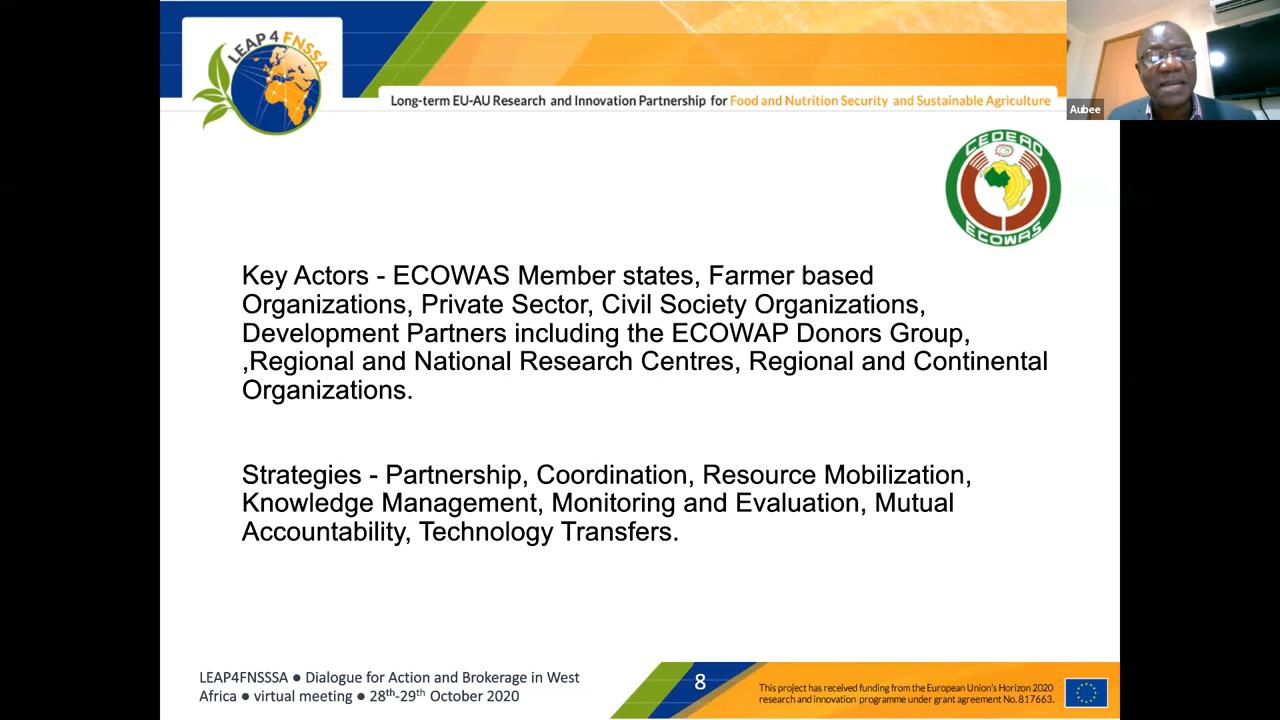 LEAP 4 FNSSA
Long-term EU-AU Research and Innovation Partnership for Food and Nutrition Security and Sustainable Agriculture
Aubee
CEDEAO
ECOWAS
Key Actors - ECOWAS Member states, Farmer based
Organizations, Private Sector, Civil Society Organizations,
Development Partners including the ECOWAP Donors Group,
,Regional and National Research Centres, Regional and Continental
Organizations.
Strategies - Partnership, Coordination, Resource Mobilization,
Knowledge Management, Monitoring and Evaluation, Mutual
Accountability, Technology Transfers.
LEAP4FNSSSA ● Dialogue for Action and Brokerage in West
Africa ● virtual meeting ● 28th-29th October 2020
8
This project has received funding from the European Union's Horizon 2020
research and innovation programme under grant agreement No. 817663.